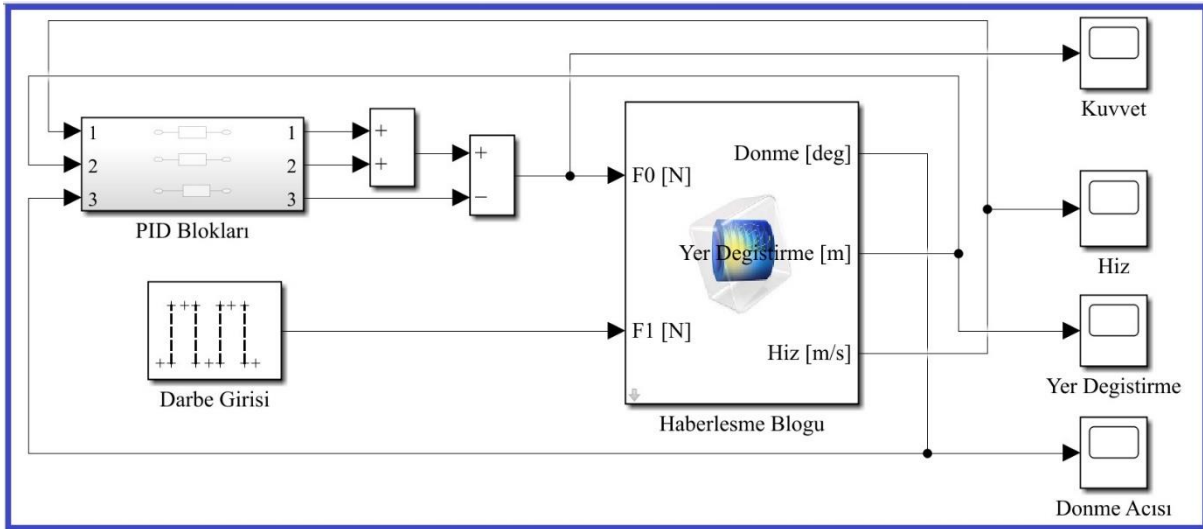 Kuvvet
1 1
2 2
3 3
PID Blokları
+
+
+
−
F0 [N]
F1 [N]
Donme [deg]
Yer Degistirme [m]
Hiz [m/s]
Haberlesme Blogu
Darbe Girisi
Hiz
Yer Degistirme
Donme Acısı